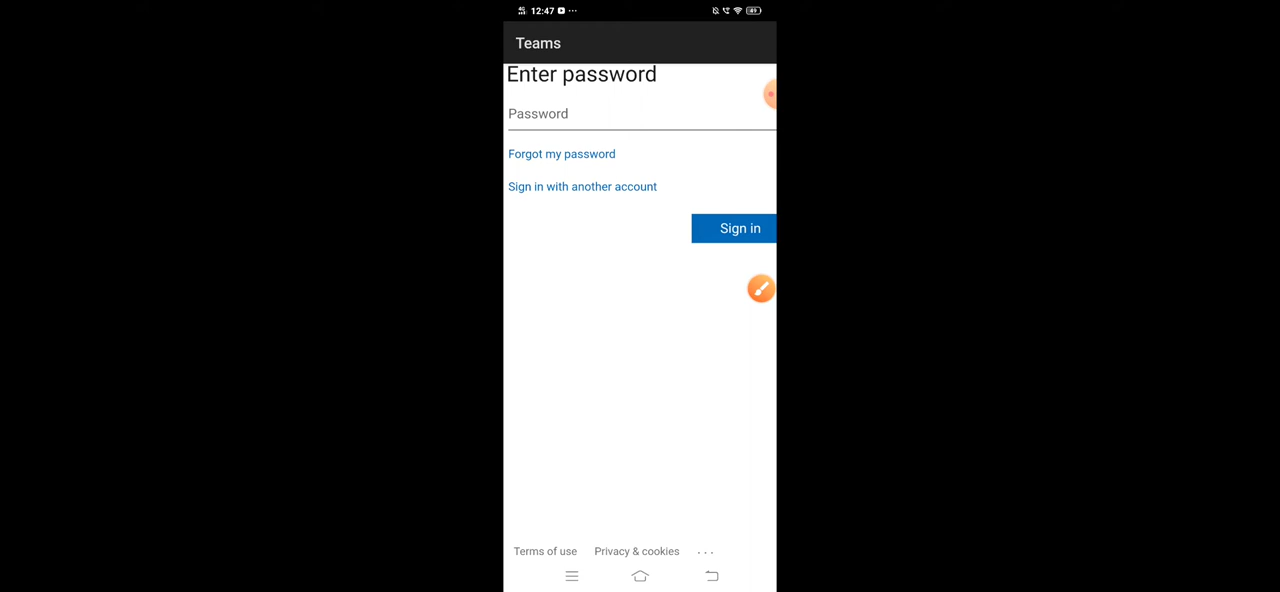 12:47
49
Teams
Enter password
Password
Forgot my password
Sign in with another account
Sign in
Terms of use Privacy & cookies ...